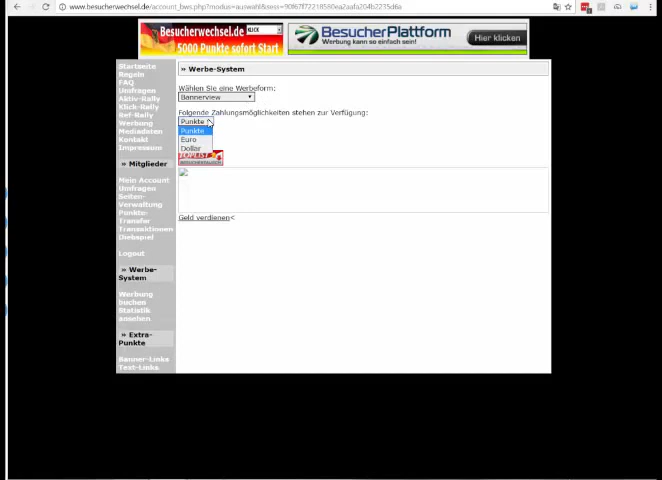 www.besucherwechsel.de/account_bws.php?modus=auswahl&sess=90f67ff72218586ea2aafa204b2235d6a
Besucherwechsel.de KLICK
5000 Punkte sofort Start
BesucherPlattform
Werbung kann so einfach sein!
Hier klicken
Startseite
Regeln
FAQ
Umfragen
Aktiv-Rally
Klick-Rally
Ref-Rally
Werbung
Mediadaten
Kontakt
Impressum
» Mitglieder
Mein Account
Umfragen
Seiten-
Verwaltung
Punkte-
Transfer
Transaktionen
Diebspiel
Logout
» Werbe-
System
Werbung
buchen
Statistik
ansehen
» Extra-
Punkte
Banner-Links
Text-Links
» Werbe-System
Wählen Sie eine Werbeform:
Bannerview
Folgende Zahlungsmöglichkeiten stehen zur Verfügung:
Punkte
Punkte
Euro
Dollar
TOPLIST
Geld verdienen<